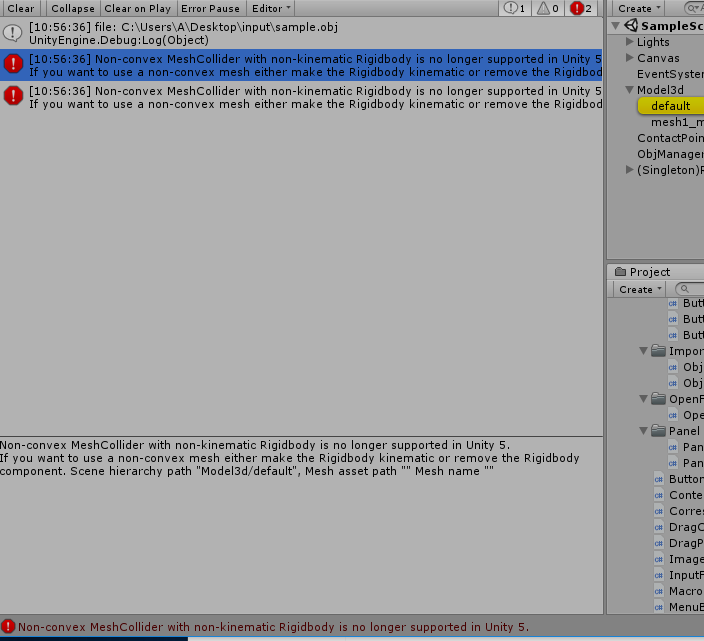 Clear Collapse Clear on Play Error Pause Editor 1 0 2
[10:56:36] file: C:\Users\A\Desktop\input\sample.obj
UnityEngine.Debug:Log(Object)
[10:56:36] Non-convex MeshCollider with non-kinematic Rigidbody is no longer supported in Unity 5
If you want to use a non-convex mesh either make the Rigidbody kinematic or remove the Rigidbod
[10:56:36] Non-convex MeshCollider with non-kinematic Rigidbody is no longer supported in Unity 5
If you want to use a non-convex mesh either make the Rigidbody kinematic or remove the Rigidbod
Non-convex MeshCollider with non-kinematic Rigidbody is no longer supported in Unity 5.
If you want to use a non-convex mesh either make the Rigidbody kinematic or remove the Rigidbody
component. Scene hierarchy path "Model3d/default", Mesh asset path "" Mesh name ""
Non-convex MeshCollider with non-kinematic Rigidbody is no longer supported in Unity 5.
Create
SampleSc
Lights
Canvas
EventSystem
Model3d
default
mesh1_m
ContactPoin
ObjManager
(Singleton)
Project
Create
Butt
Butt
Butt
Impor
Obj
Obj
OpenF
Ope
Panel
Pan
Pan
Button
Conte
Corres
DragC
DragP
Image
InputF
Macro
MenuB